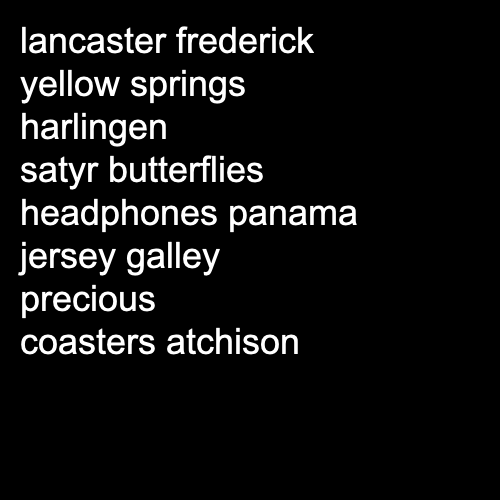 lancaster frederick
yellow springs
harlingen
satyr butterflies
headphones panama
jersey galley
precious
coasters atchison